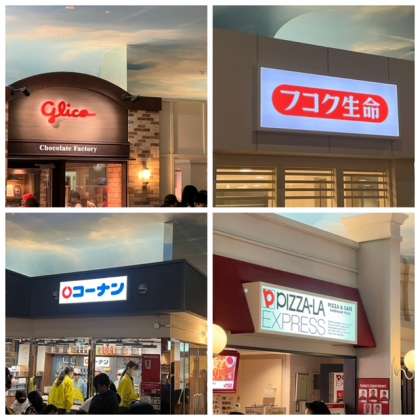 Glico
Chocolate Factory
フコク生命
コーナン
PIZZA-LA
EXPRESS
PIZZA & CAFE